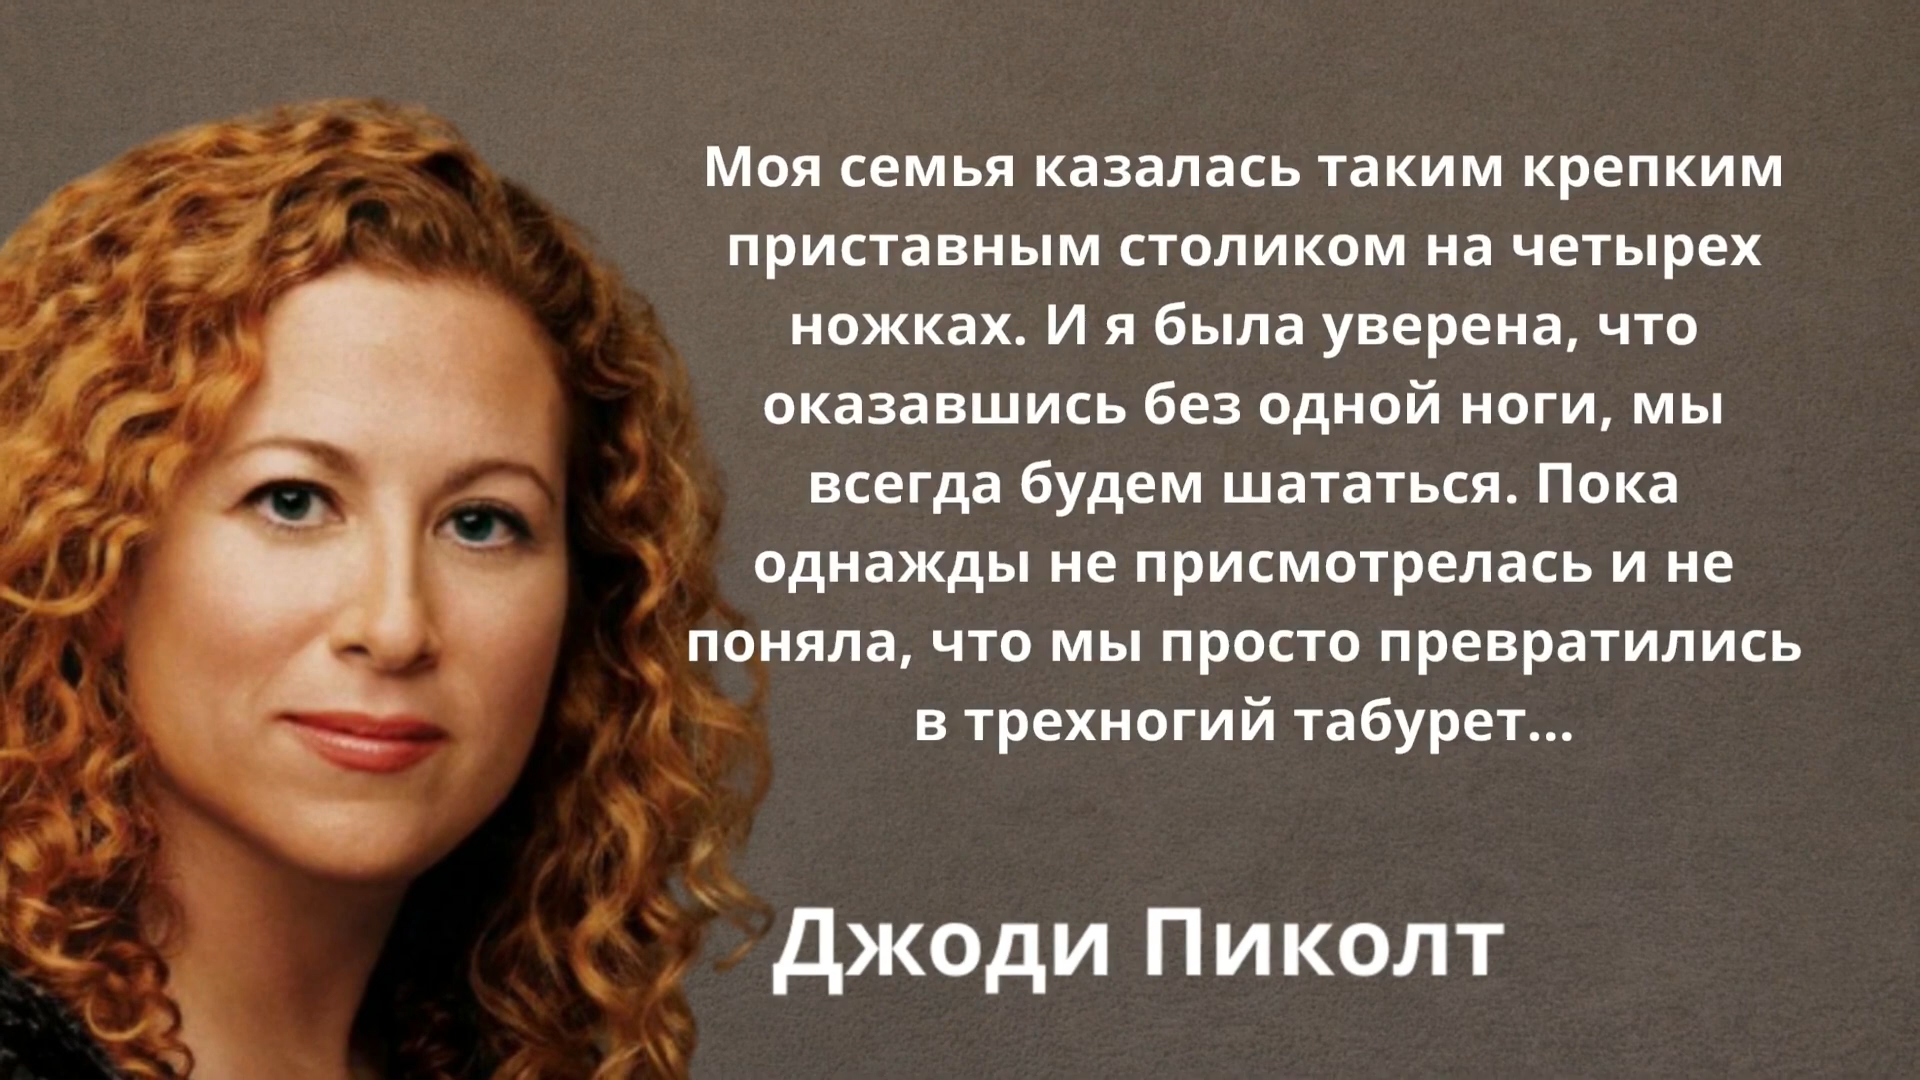 Моя семья казалась таким крепким
приставным столиком на четырех
ножках. И я была уверена, что
оказавшись без одной ноги, мы
всегда будем шататься. Пока
однажды не присмотрелась и не
поняла, что мы просто превратились
в трехногий табурет...
Джоди Пиколт